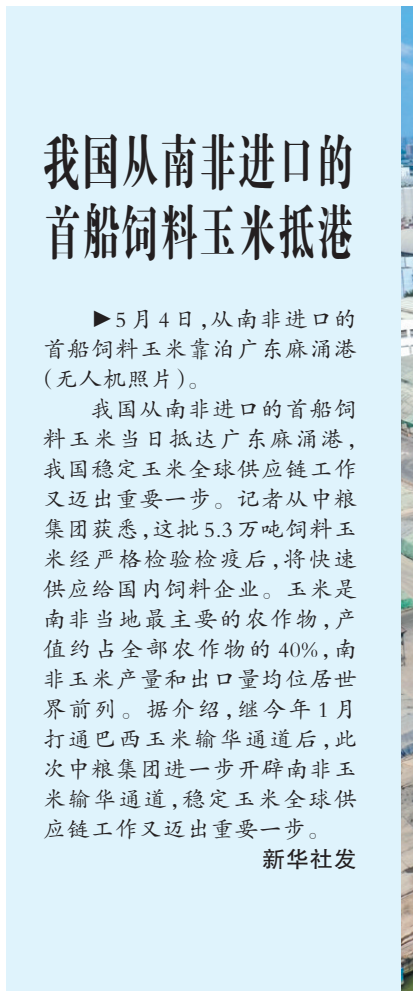 我国从南非进口的
首船饲料玉米抵港
▶5月4日,从南非进口的
首船饲料玉米靠泊广东麻涌港
(无人机照片)。
我国从南非进口的首船饲
料玉米当日抵达广东麻涌港,
我国稳定玉米全球供应链工作
又迈出重要一步。记者从中粮
集团获悉,这批5.3万吨饲料玉
米经严格检验检疫后,将快速
供应给国内饲料企业。玉米是
南非当地最主要的农作物,产
值约占全部农作物的40%,南
非玉米产量和出口量均位居世
界前列。据介绍,继今年1月
打通巴西玉米输华通道后,此
次中粮集团进一步开辟南非玉
米输华通道,稳定玉米全球供
应链工作又迈出重要一步。
新华社发